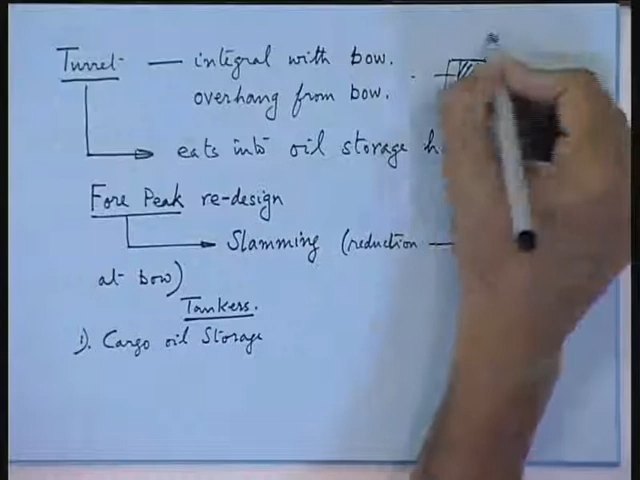 Turret — integral with bow.
overhang from bow.
eats into oil storage
Fore Peak re-design
Slamming (reduction —
at bow)
Tankers.
i). Cargo oil Storage